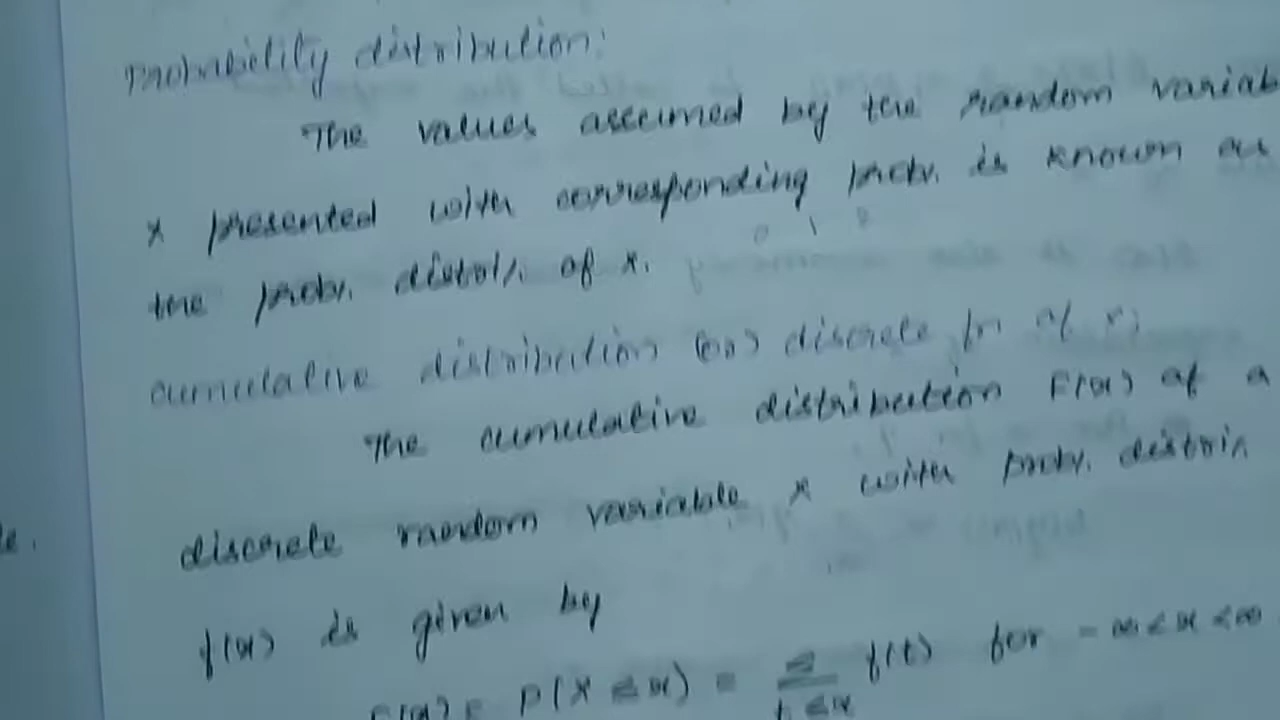 Probability distribution:
The values assumed by the random variab
x presented with corresponding prob. is known as
the prob. distbn. of x.
cumulative distribution (or) discrete fn of x:
The cumulative distribution F(x) of a
discrete random variable x with prob. distrin
f(x) is given by
F(x) = P(X ≤ x) = Σ f(t) for -∞ < x < ∞
t ≤ x